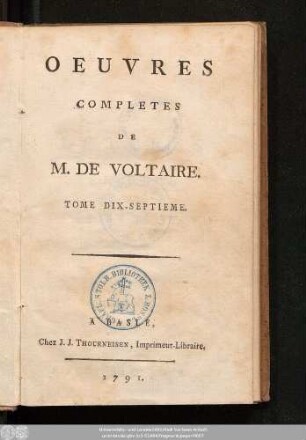 OEUVRES
COMPLETES
DE
M. DE VOLTAIRE.
TOME DIX-SEPTIEME.
A BASLE,
Chez J. J. THOURNEISEN, Imprimeur-Libraire,
1791.